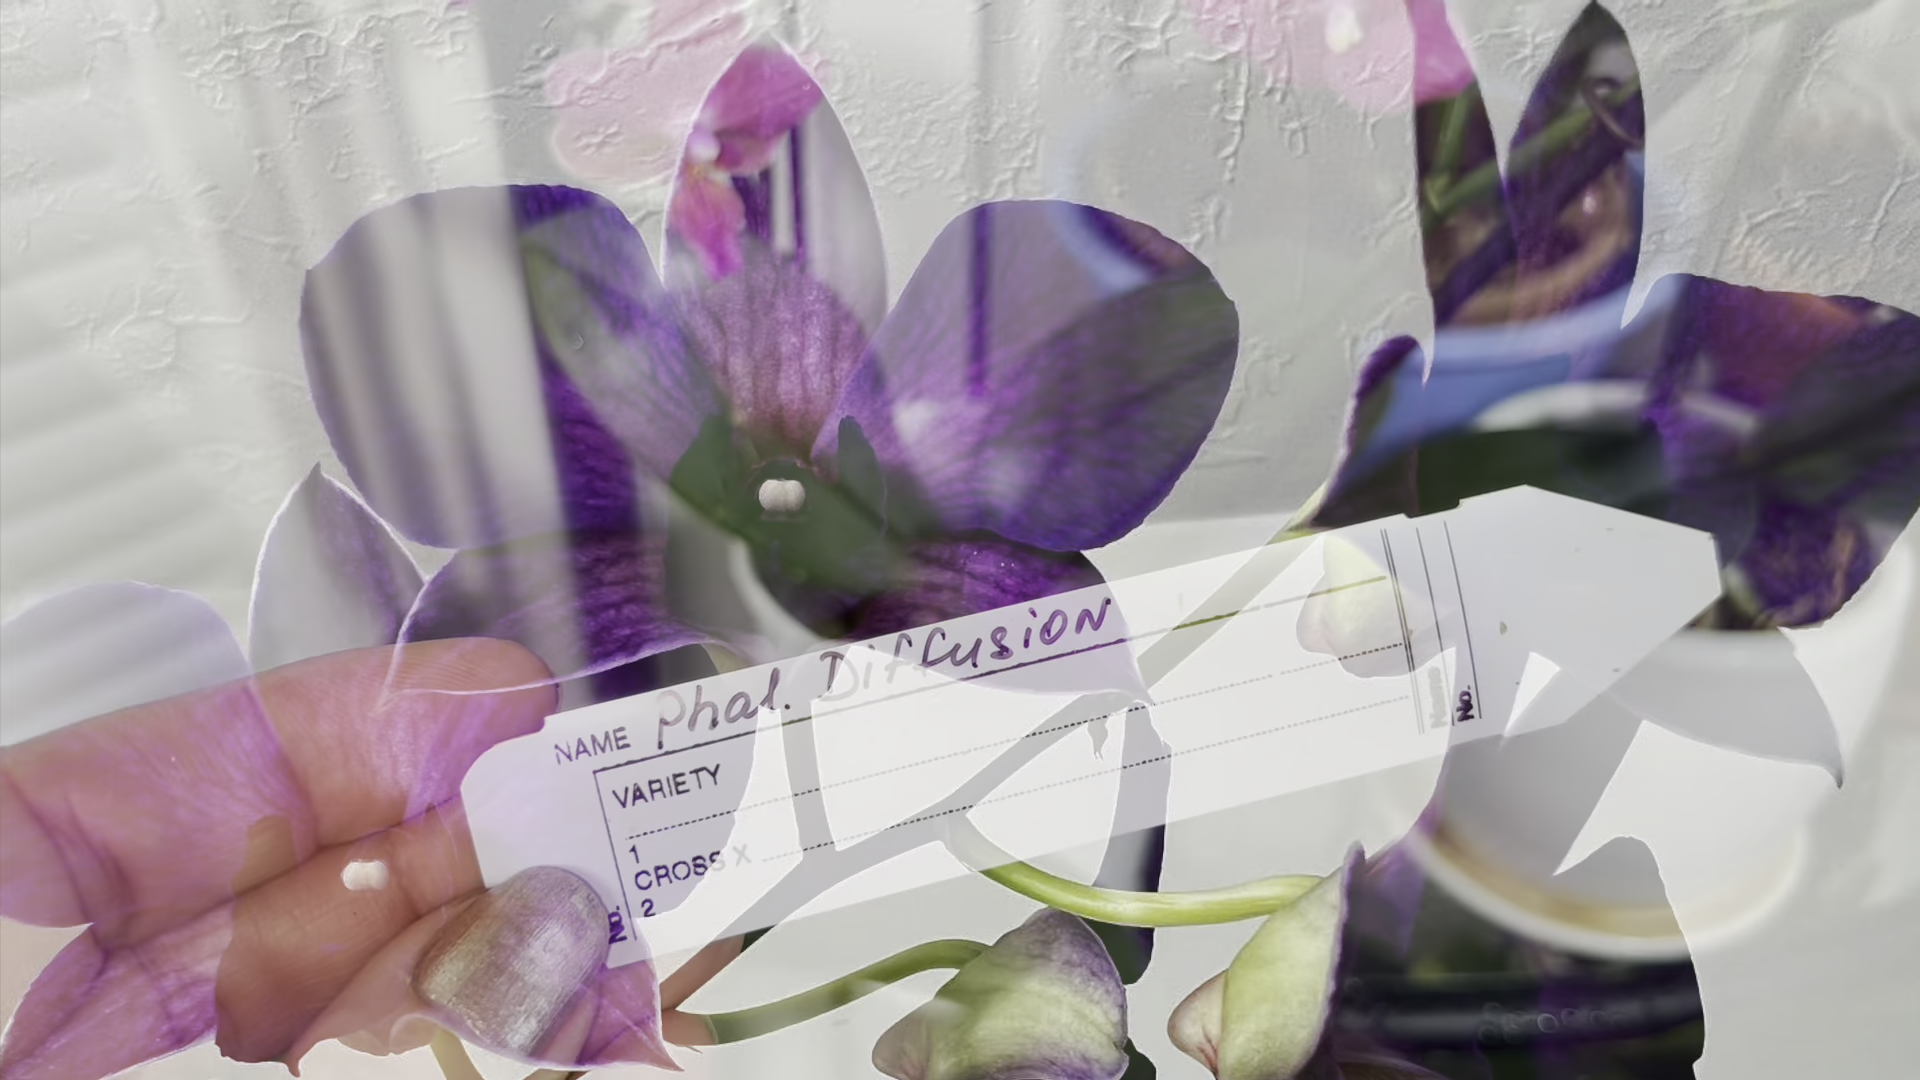 NAME Phal. Diffusion
VARIETY
1
CROSS X
2
No.
No.